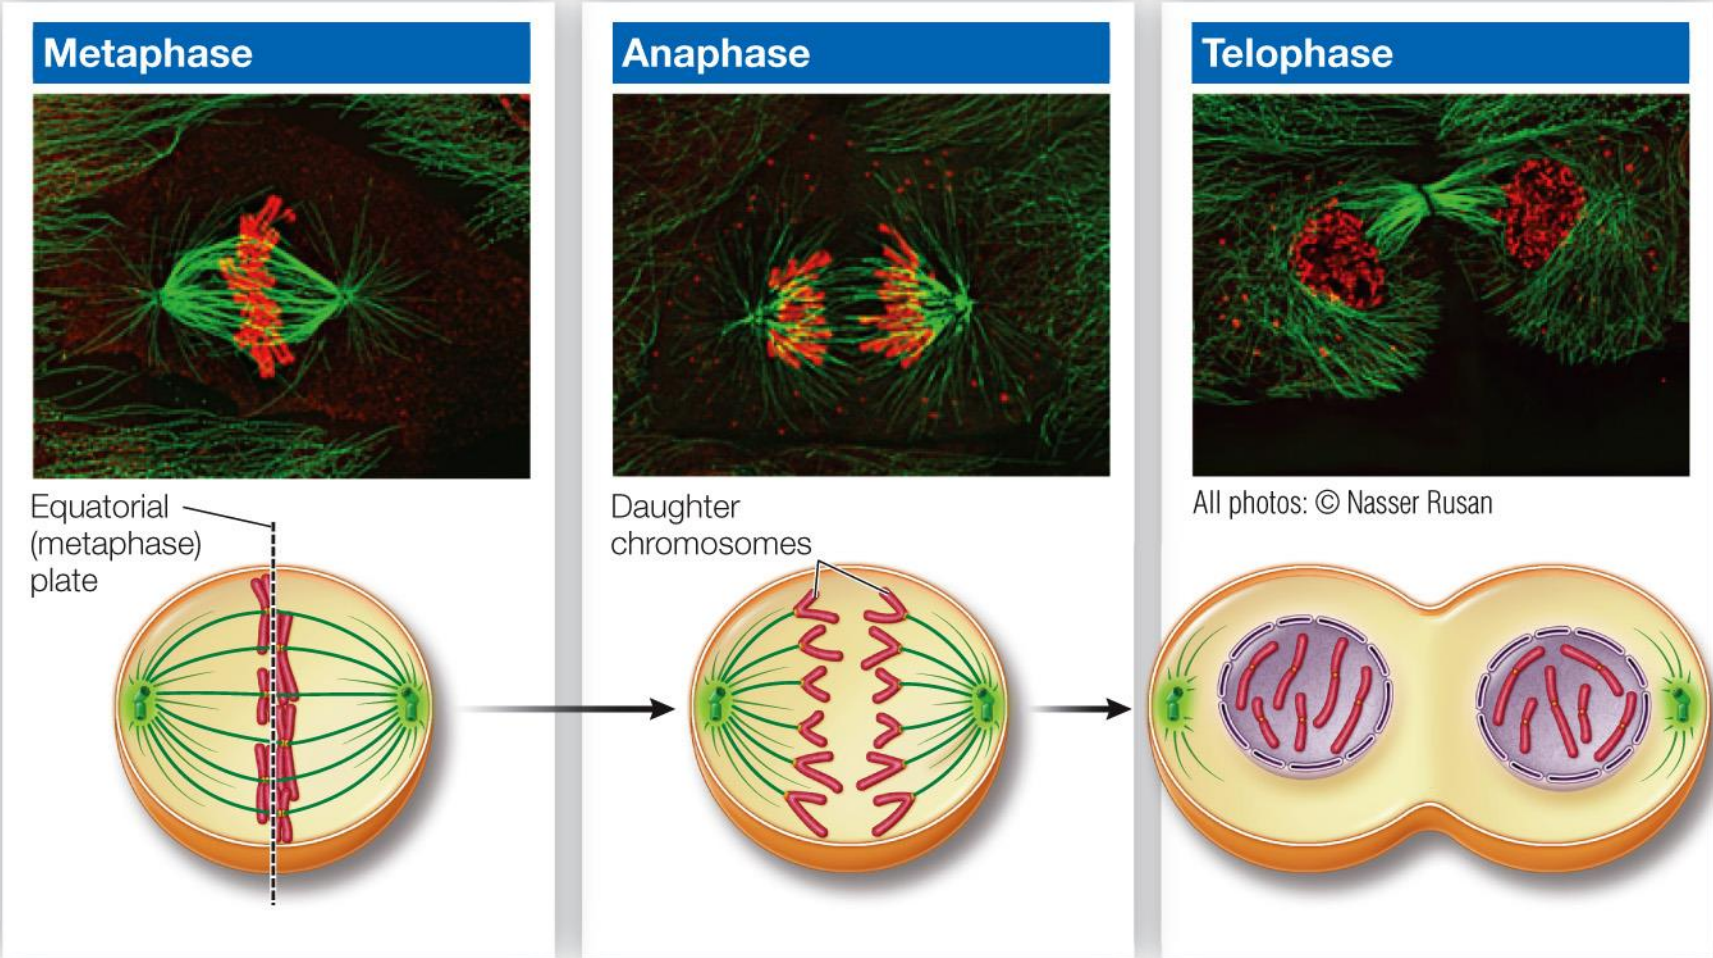 Metaphase
Anaphase
Telophase
Equatorial
(metaphase)
plate
Daughter
chromosomes
All photos: © Nasser Rusan